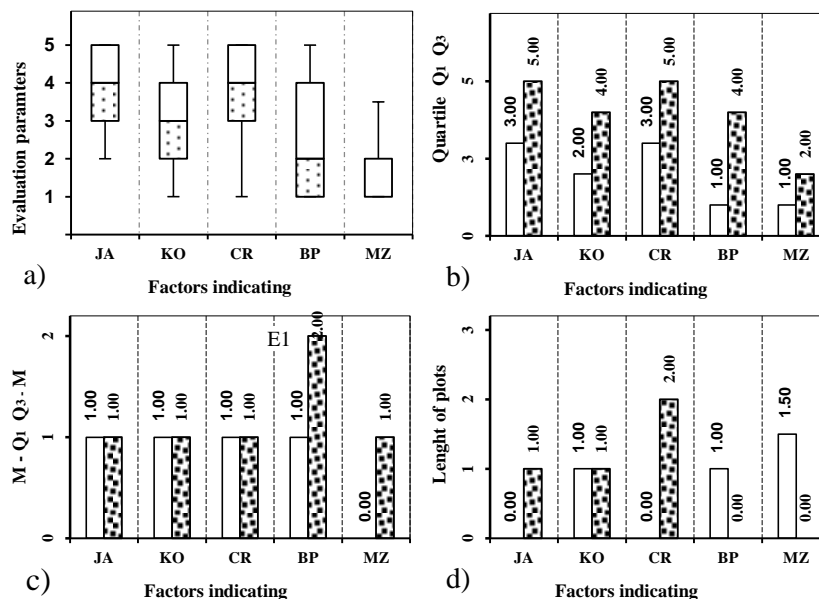 Evaluation paramters
5
4
3
2
1
JA KO CR BP MZ
a)
Factors indicating
Quartile Q1 Q3
5
3
0
3.00 5.00 2.00 4.00 3.00 5.00 1.00 4.00 1.00 2.00
JA KO CR BP MZ
b)
Factors indicating
M - Q1 Q3 - M
2
1
0
1.00 1.00 1.00 1.00 1.00 1.00 1.00 2.00 0.00 1.00
E1
JA KO CR BP MZ
c)
Factors indicating
Lenght of plots
3
2
1
0
0.00 1.00 1.00 1.00 0.00 2.00 1.00 0.00 1.50 0.00
JA KO CR BP MZ
d)
Factors indicating